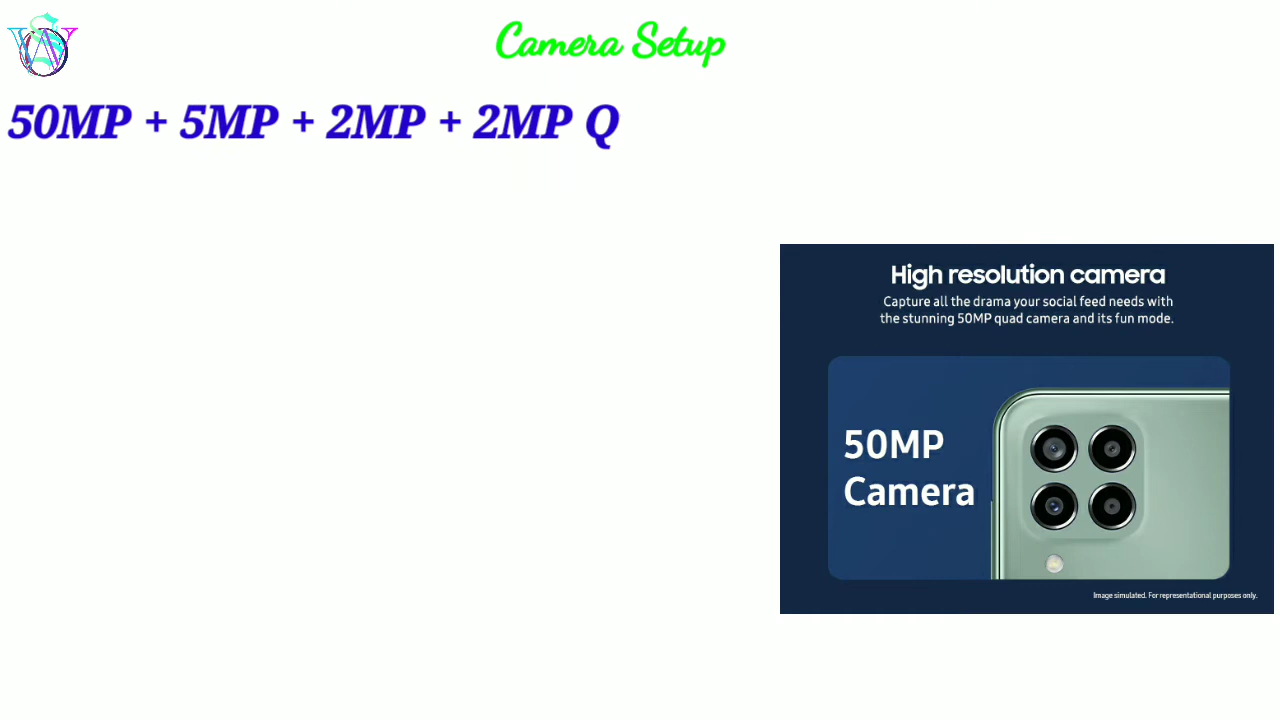 Camera Setup
50MP + 5MP + 2MP + 2MP Q
High resolution camera
Capture all the drama your social feed needs with
the stunning 50MP quad camera and its fun mode.
50MP
Camera
Image simulated. For representational purposes only.